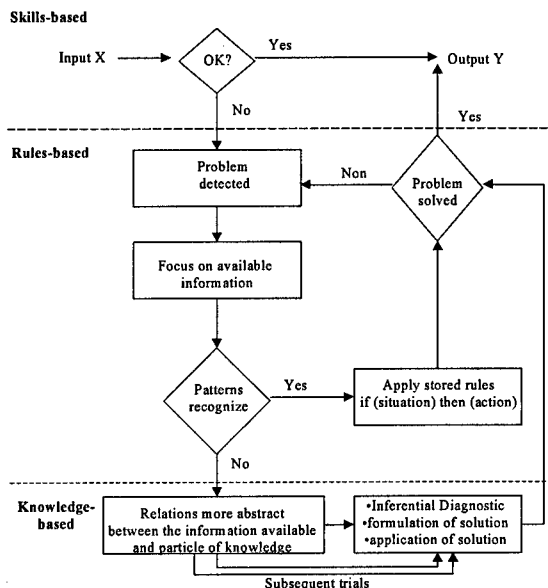 Skills-based
Input X
OK?
Yes
Output Y
No
Yes
Rules-based
Problem
detected
Non
Problem
solved
Focus on available
information
Patterns
recognize
Yes
Apply stored rules
if (situation) then (action)
No
Knowledge-
based
Relations more abstract
between the information available
and particle of knowledge
•Inferential Diagnostic
•formulation of solution
•application of solution
Subsequent trials